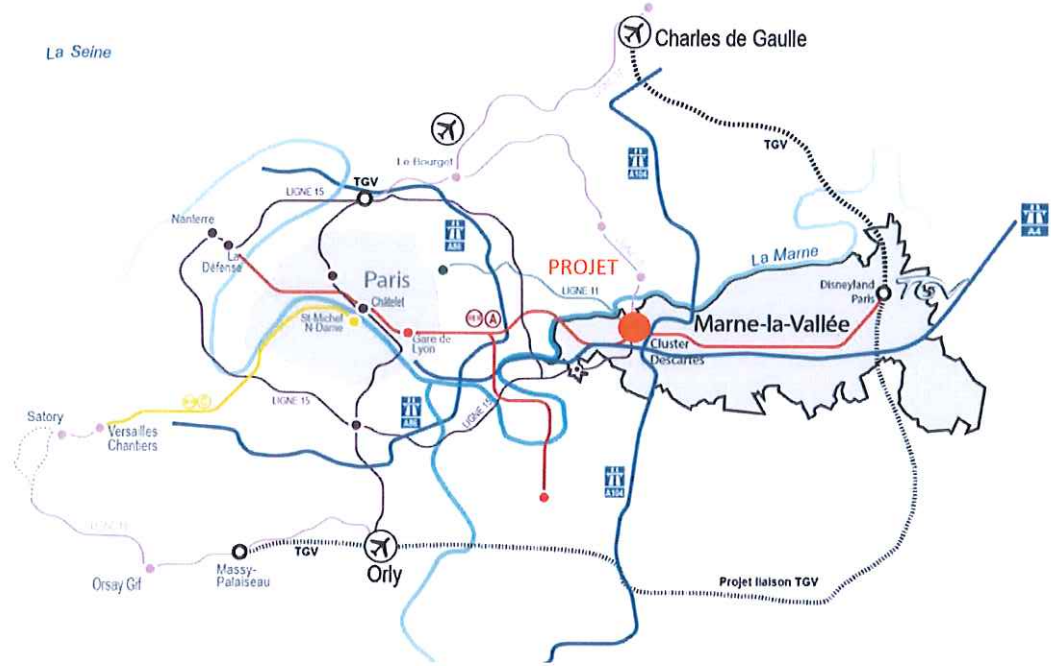 La Seine
Charles de Gaulle
TGV
Le Bourget
A104
TGV
LIGNE 15
Nanterre
La
Défense
A86
A4
La Marne
PROJET
Paris
LIGNE 11
Disneyland
Paris
Châtelet
St-Michel
N-Dame
RER A
Gare de
Lyon
Marne-la-Vallée
Cluster
Descartes
LIGNE 15
LIGNE 15
A86
Satory
Versailles
Chantiers
A104
TGV
Orsay Gif
Massy-
Palaiseau
Orly
Projet liaison TGV